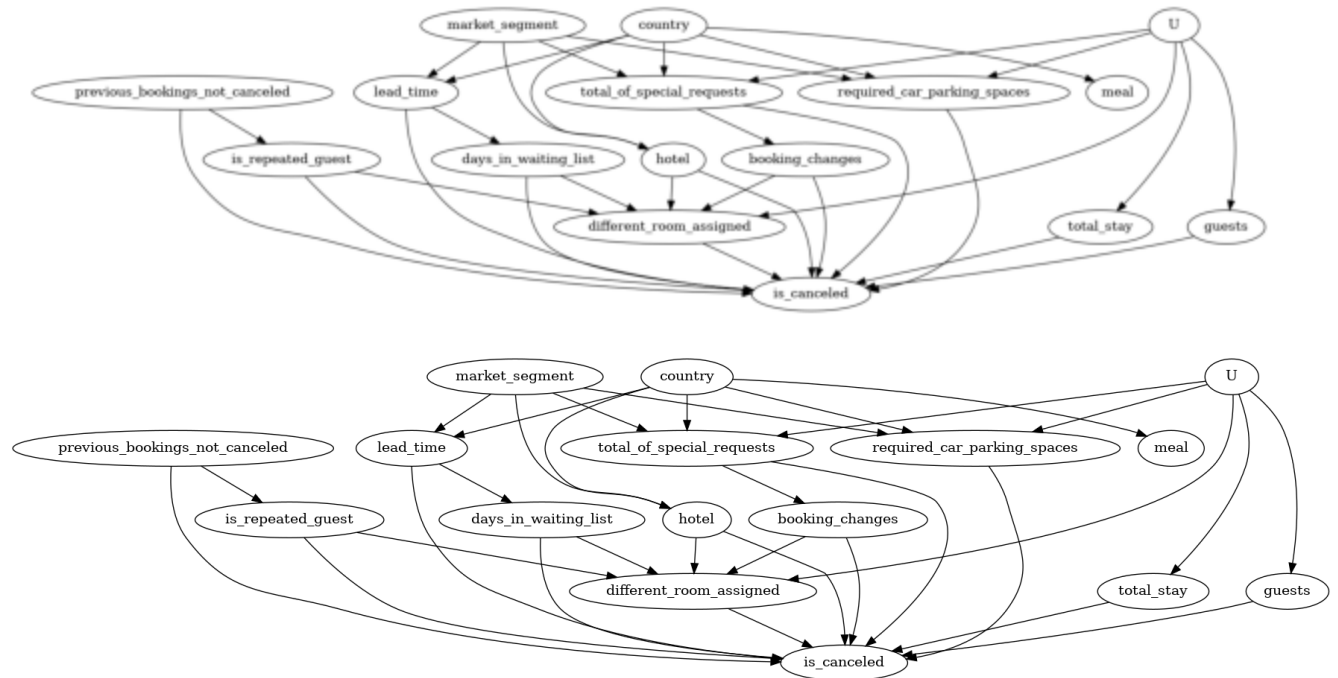 market_segment country U
previous_bookings_not_canceled lead_time total_of_special_requests required_car_parking_spaces meal
is_repeated_guest days_in_waiting_list hotel booking_changes
different_room_assigned total_stay guests
is_canceled
market_segment country U
previous_bookings_not_canceled lead_time total_of_special_requests required_car_parking_spaces meal
is_repeated_guest days_in_waiting_list hotel booking_changes
different_room_assigned total_stay guests
is_canceled